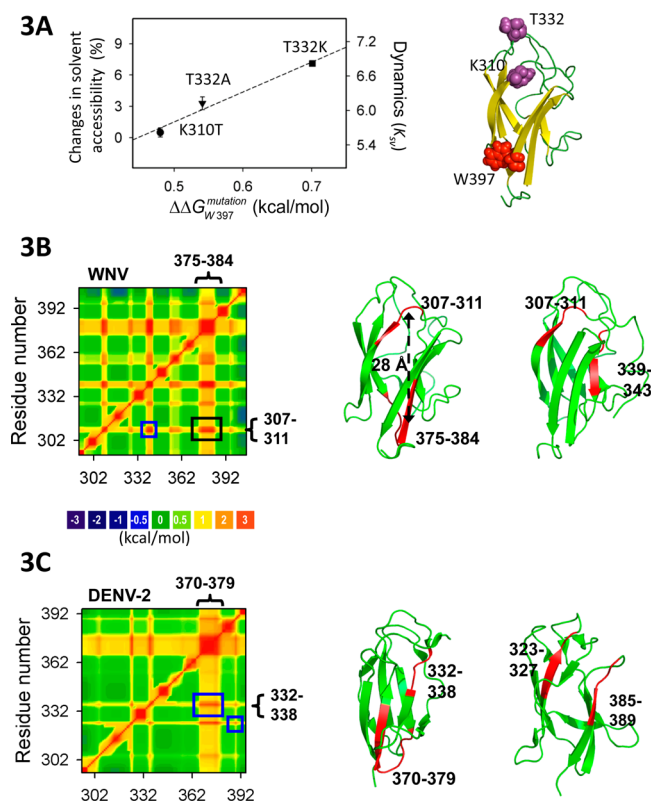 3A
Changes in solvent
accessibility (%)
9
6
3
0
T332K
T332A
K310T
7.2
6.6
6.0
5.4
Dynamics (Ksv)
0.5 0.6 0.7
ΔΔG mutation W397 (kcal/mol)
T332
K310
W397
3B
WNV
375-384
Residue number
392
362
332
302
302 332 362 392
307-
311
307-311
28 Å
375-384
307-311
339-
343
-3 -2 -1 -0.5 0 0.5 1 2 3
(kcal/mol)
3C
DENV-2
370-379
Residue number
392
362
332
302
302 332 362 392
332-
338
332-
338
370-379
323-
327
385-
389